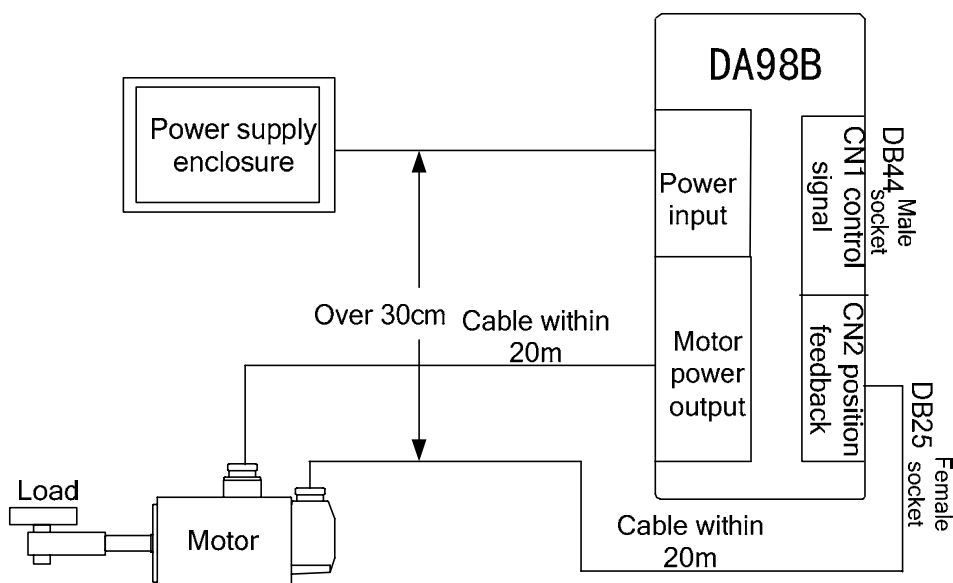 DA98B
Power supply
enclosure
Power
input
CN1 control
signal
DB44 Male
socket
Over 30cm
Cable within
20m
Motor
power
output
CN2 position
feedback
DB25 Female
socket
Load
Motor
Cable within
20m